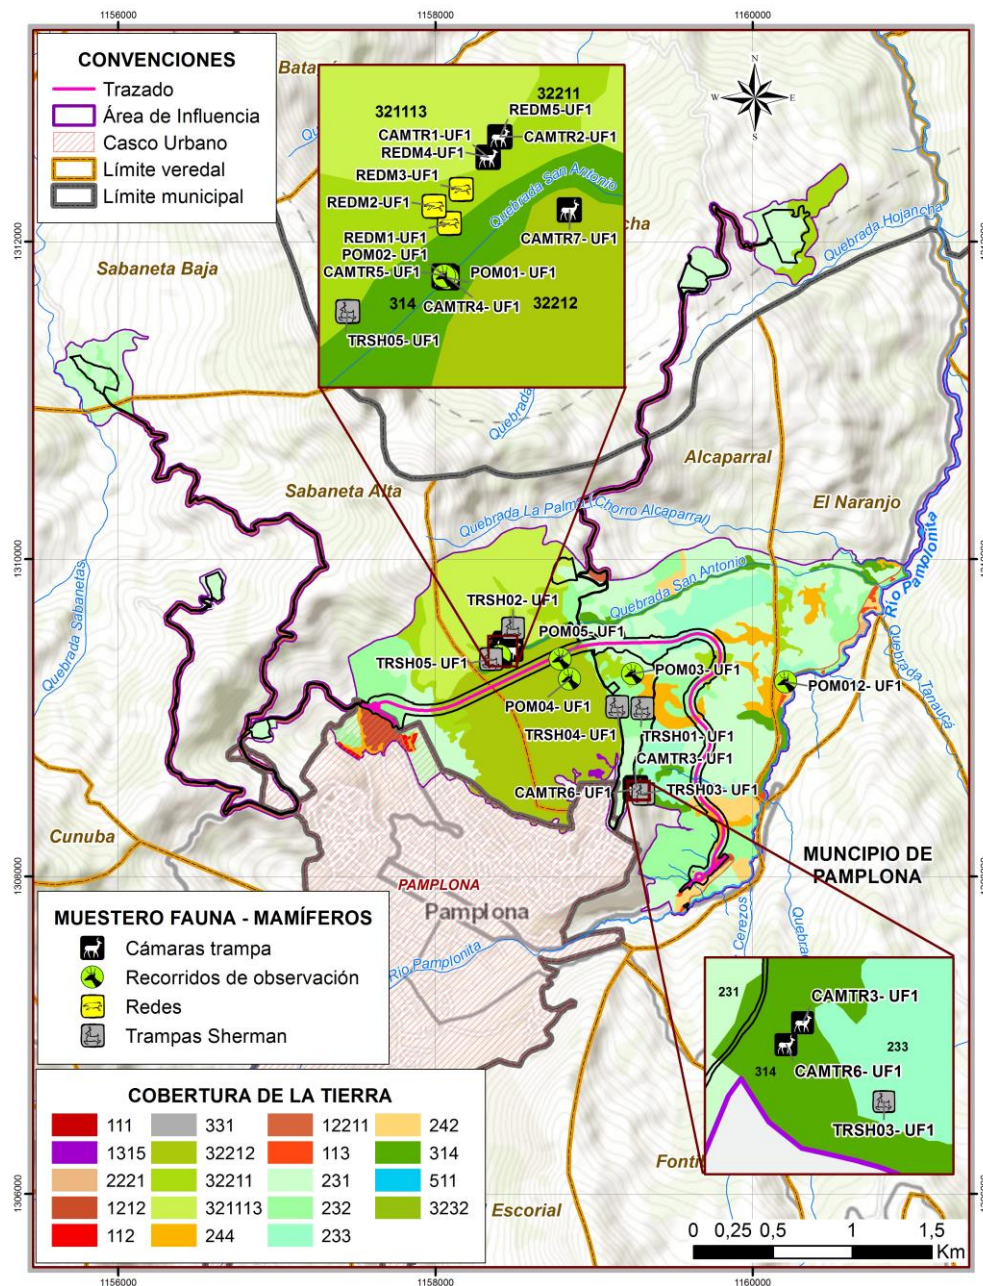 1156000
1158000
1160000
CONVENCIONES
Trazado
Área de Influencia
Casco Urbano
Límite veredal
Límite municipal
N
W
E
S
321113
32211
REDM5-UF1
CAMTR1-UF1
CAMTR2-UF1
REDM4-UF1
REDM3-UF1
Quebrada San Antonio
REDM2-UF1
REDM1-UF1
CAMTR7- UF1
POM02- UF1
CAMTR5- UF1
POM01- UF1
314
CAMTR4- UF1
32212
TRSH05- UF1
cha
Quebrada Hojancha
Sabaneta Baja
Alcaparral
Sabaneta Alta
El Naranjo
Quebrada La Palma (Chorro Alcaparral)
1310000
Río Pamplonita
Quebrada Sabanetas
Quebrada San Antonio
TRSH02- UF1
POM05- UF1
TRSH05- UF1
POM03- UF1
POM012- UF1
POM04- UF1
TRSH04- UF1
TRSH01- UF1
CAMTR3- UF1
CAMTR6- UF1
TRSH03- UF1
Cunuba
1308000
MUNCIPIO DE
PAMPLONA
PAMPLONA
Pamplona
Río Pamplonita
Cerezos
MUESTERO FAUNA - MAMÍFEROS
Cámaras trampa
Recorridos de observación
Redes
Trampas Sherman
231
CAMTR3- UF1
233
314
CAMTR6- UF1
TRSH03- UF1
COBERTURA DE LA TIERRA
111
331
12211
242
1315
32212
113
314
2221
32211
231
511
1212
321113
232
3232
112
244
233
Escorial
0 0,25 0,5 1 1,5
Km
1156000
1158000
1160000